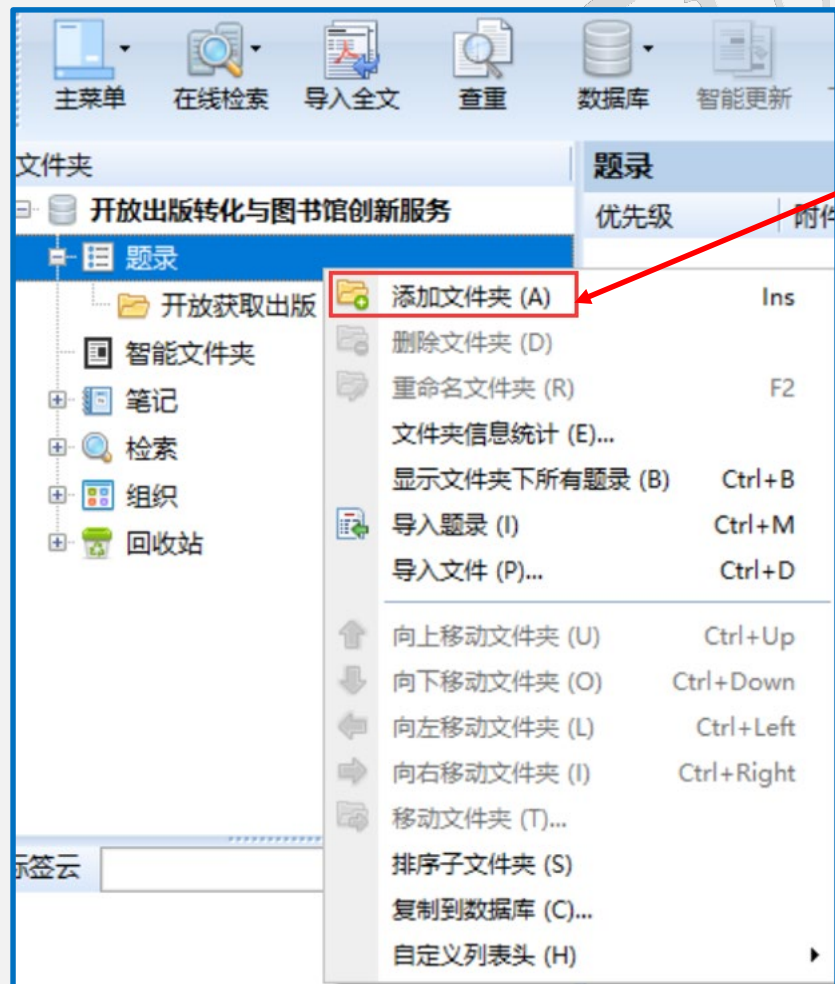 主菜单 在线检索 导入全文 查重 数据库 智能更新
文件夹
题录
开放出版转化与图书馆创新服务
优先级 附件
题录
开放获取出版
智能文件夹
笔记
检索
组织
回收站
添加文件夹 (A) Ins
删除文件夹 (D)
重命名文件夹 (R) F2
文件夹信息统计 (E)...
显示文件夹下所有题录 (B) Ctrl+B
导入题录 (I) Ctrl+M
导入文件 (P)... Ctrl+D
向上移动文件夹 (U) Ctrl+Up
向下移动文件夹 (O) Ctrl+Down
向左移动文件夹 (L) Ctrl+Left
向右移动文件夹 (I) Ctrl+Right
移动文件夹 (T)...
排序子文件夹 (S)
复制到数据库 (C)...
自定义列表头 (H)
标签云